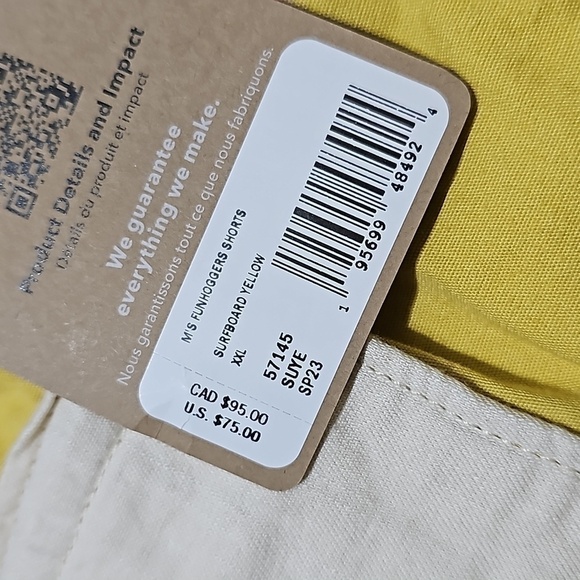 Product Details and Impact
Détails du produit et impact
We guarantee
everything we make.
Nous garantissons tout ce que nous fabriquons.
M'S FUNHOGGERS SHORTS
SURFBOARD YELLOW
XXL
57145
SUYE
SP23
1 95699 48492 4
CAD $95.00
U.S. $75.00